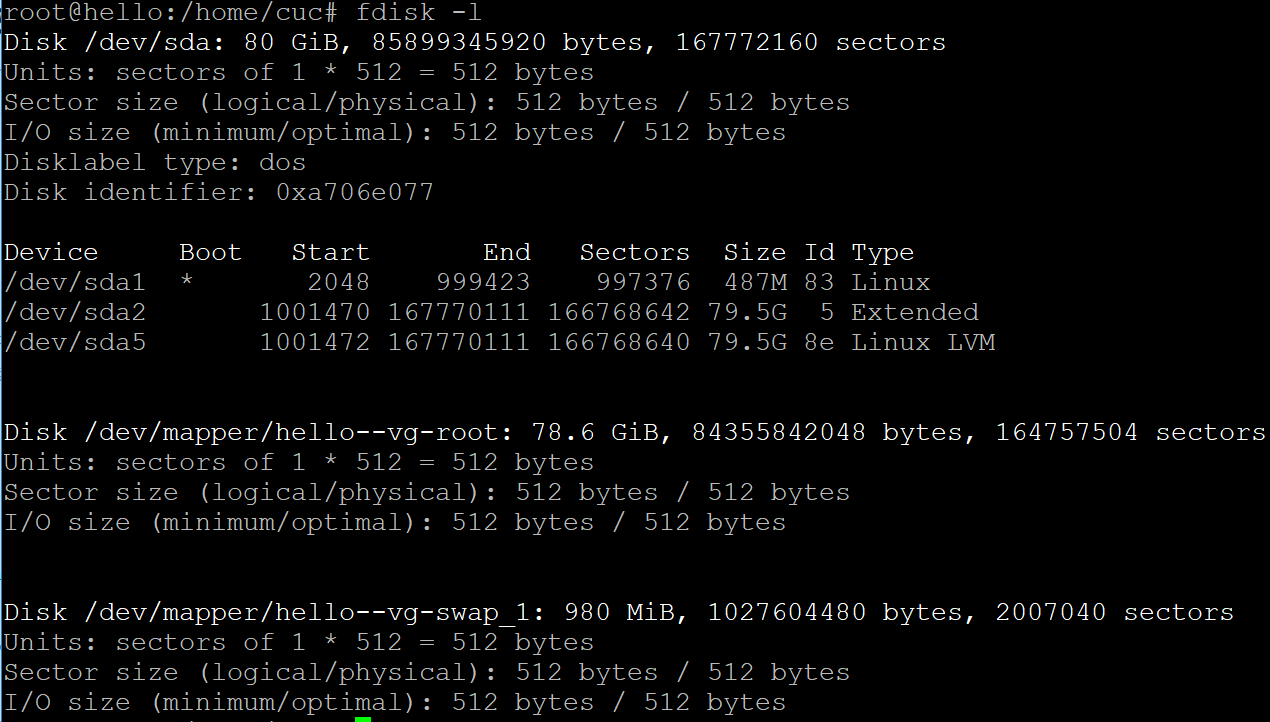 root@hello:/home/cuc# fdisk -l
Disk /dev/sda: 80 GiB, 85899345920 bytes, 167772160 sectors
Units: sectors of 1 * 512 = 512 bytes
Sector size (logical/physical): 512 bytes / 512 bytes
I/O size (minimum/optimal): 512 bytes / 512 bytes
Disklabel type: dos
Disk identifier: 0xa706e077
Device     Boot   Start       End   Sectors  Size Id Type
/dev/sda1  *       2048    999423    997376  487M 83 Linux
/dev/sda2       1001470 167770111 166768642 79.5G  5 Extended
/dev/sda5       1001472 167770111 166768640 79.5G 8e Linux LVM
Disk /dev/mapper/hello--vg-root: 78.6 GiB, 84355842048 bytes, 164757504 sectors
Units: sectors of 1 * 512 = 512 bytes
Sector size (logical/physical): 512 bytes / 512 bytes
I/O size (minimum/optimal): 512 bytes / 512 bytes
Disk /dev/mapper/hello--vg-swap_1: 980 MiB, 1027604480 bytes, 2007040 sectors
Units: sectors of 1 * 512 = 512 bytes
Sector size (logical/physical): 512 bytes / 512 bytes
I/O size (minimum/optimal): 512 bytes / 512 bytes